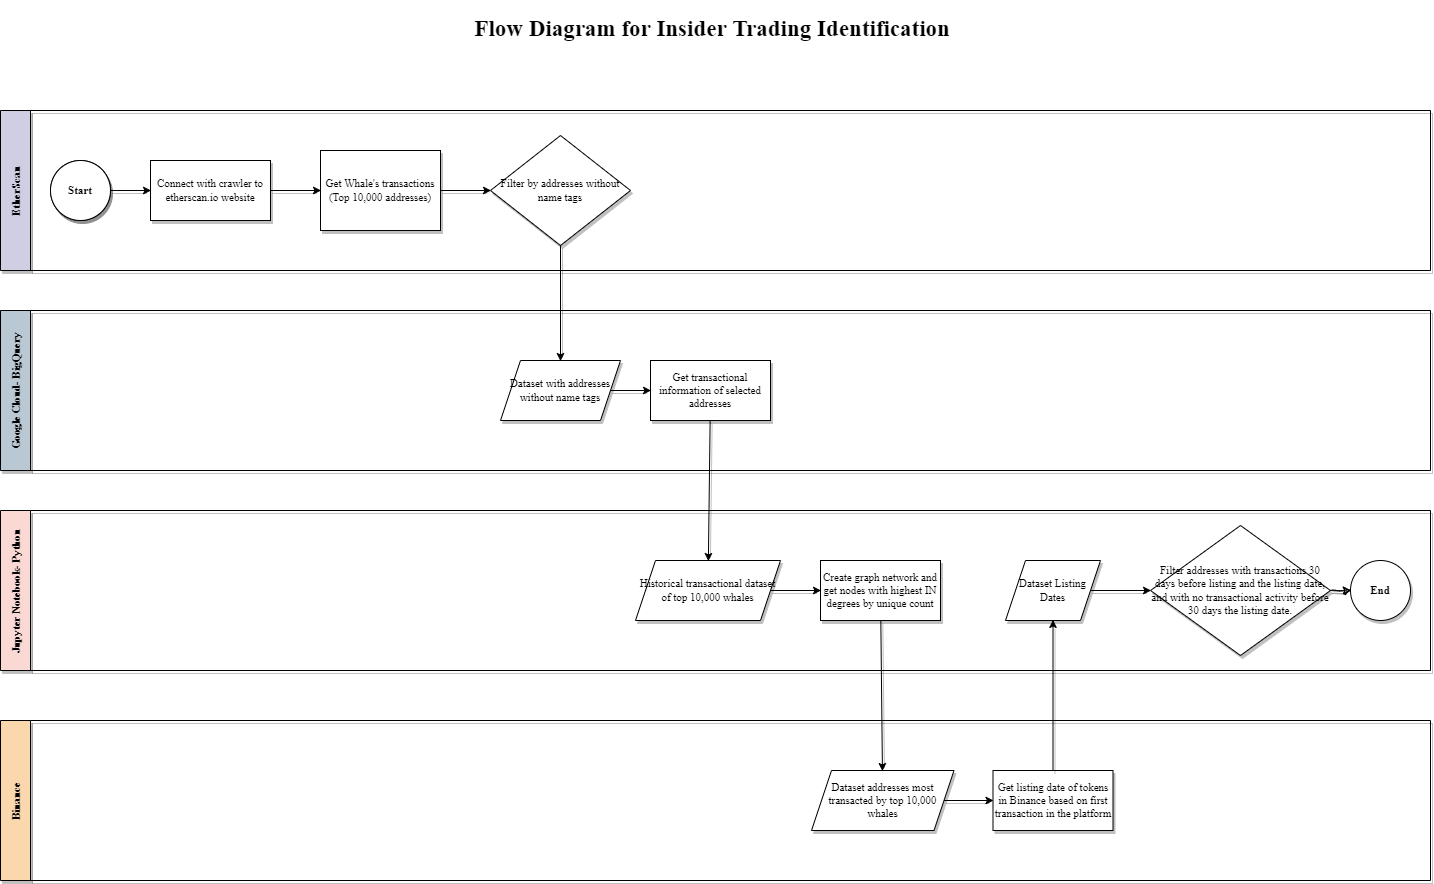 Flow Diagram for Insider Trading Identification
EtherScan
Start
Connect with crawler to
etherscan.io website
Get Whale's transactions
(Top 10,000 addresses)
Filter by addresses without
name tags
Google Cloud- BigQuery
Dataset with addresses
without name tags
Get transactional
information of selected
addresses
Jupyter Notebook- Python
Historical transactional dataset
of top 10,000 whales
Create graph network and
get nodes with highest IN
degrees by unique count
Dataset Listing
Dates
Filter addresses with transactions 30
days before listing and the listing date,
and with no transactional activity before
30 days the listing date.
End
Binance
Dataset addresses most
transacted by top 10,000
whales
Get listing date of tokens
in Binance based on first
transaction in the platform